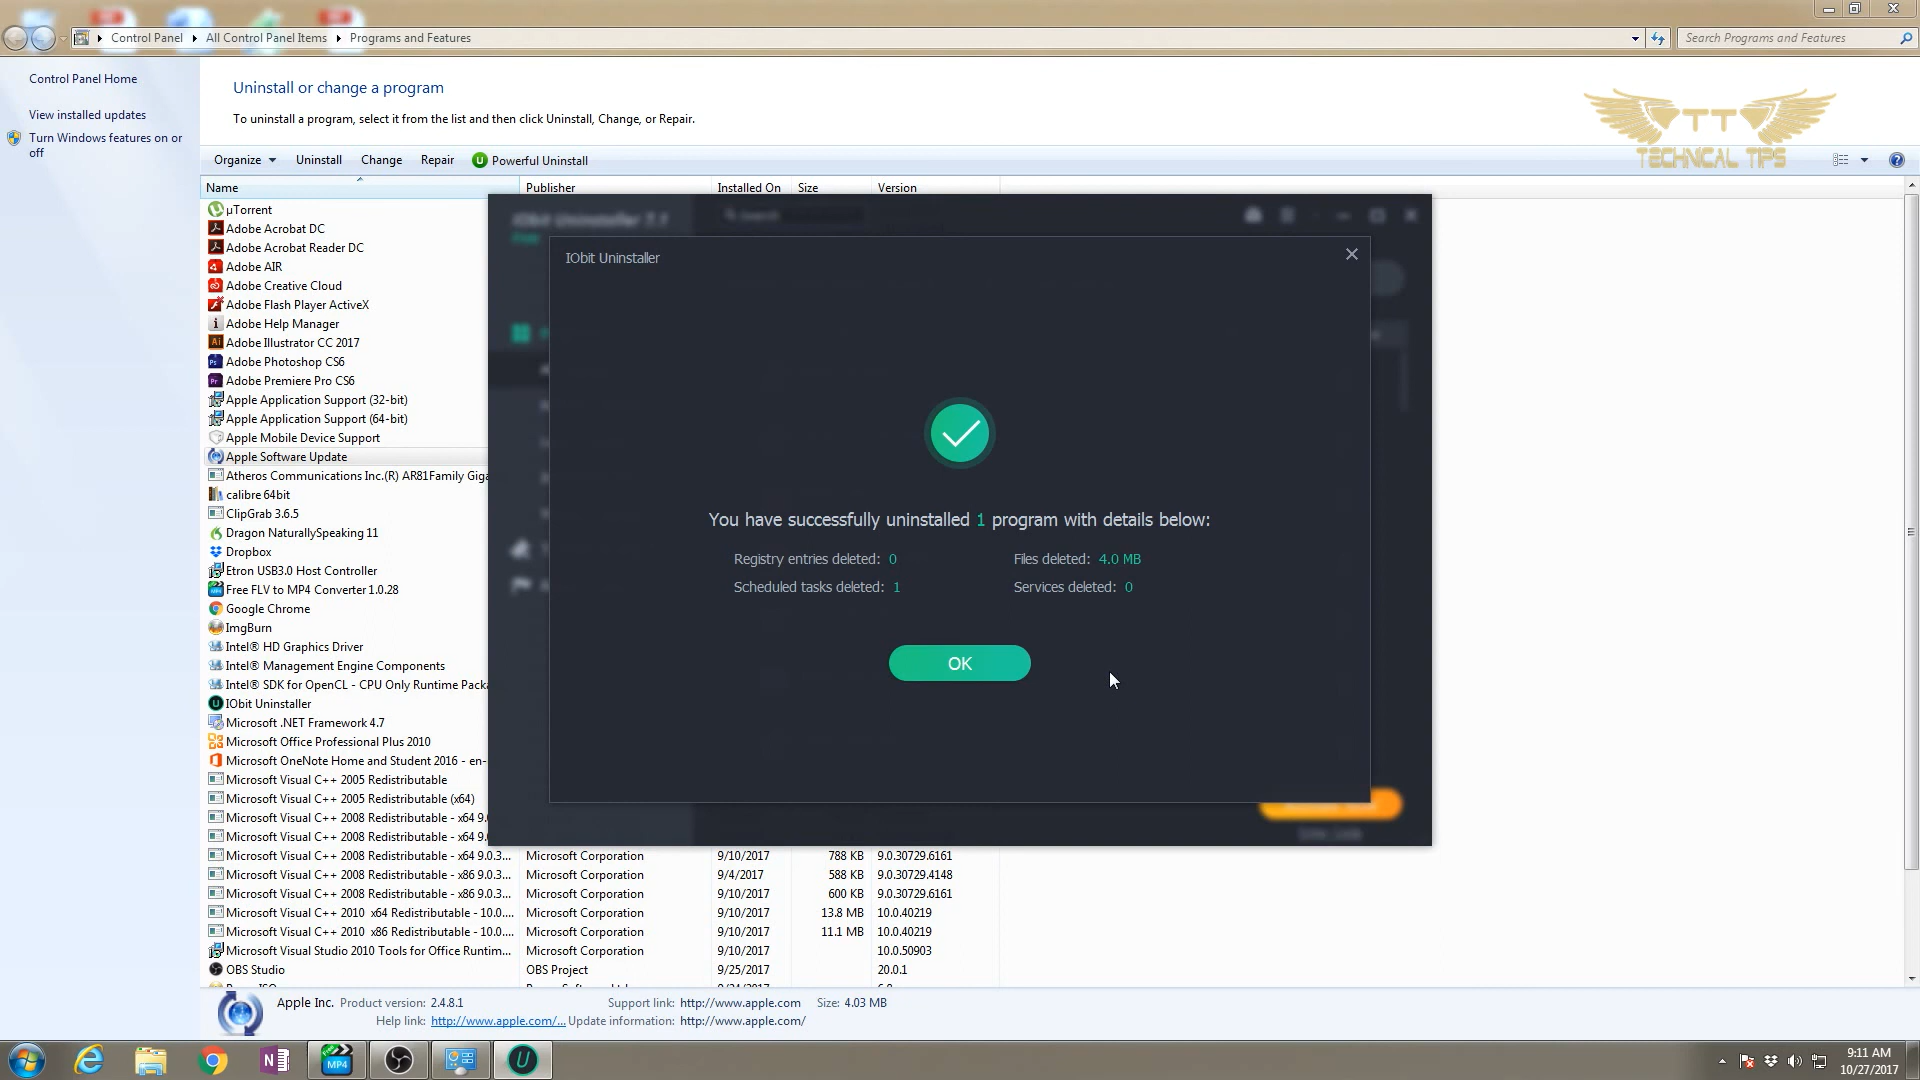 Control Panel
All Control Panel Items
Programs and Features
Search Programs and Features
Control Panel Home
View installed updates
Turn Windows features on or
off
Uninstall or change a program
To uninstall a program, select it from the list and then click Uninstall, Change, or Repair.
TT
TECHNICAL TIPS
Organize
Uninstall
Change
Repair
Powerful Uninstall
Name
Publisher
Installed On
Size
Version
µTorrent
Adobe Acrobat DC
Adobe Acrobat Reader DC
Adobe AIR
Adobe Creative Cloud
Adobe Flash Player ActiveX
Adobe Help Manager
Adobe Illustrator CC 2017
Adobe Photoshop CS6
Adobe Premiere Pro CS6
Apple Application Support (32-bit)
Apple Application Support (64-bit)
Apple Mobile Device Support
Apple Software Update
Atheros Communications Inc.(R) AR81Family Giga
calibre 64bit
ClipGrab 3.6.5
Dragon NaturallySpeaking 11
Dropbox
Etron USB3.0 Host Controller
Free FLV to MP4 Converter 1.0.28
Google Chrome
ImgBurn
Intel® HD Graphics Driver
Intel® Management Engine Components
Intel® SDK for OpenCL - CPU Only Runtime Packa
IObit Uninstaller
Microsoft .NET Framework 4.7
Microsoft Office Professional Plus 2010
Microsoft OneNote Home and Student 2016 - en-
Microsoft Visual C++ 2005 Redistributable
Microsoft Visual C++ 2005 Redistributable (x64)
Microsoft Visual C++ 2008 Redistributable - x64 9.0
Microsoft Visual C++ 2008 Redistributable - x64 9.0
Microsoft Visual C++ 2008 Redistributable - x64 9.0.3... Microsoft Corporation 9/10/2017 788 KB 9.0.30729.6161
Microsoft Visual C++ 2008 Redistributable - x86 9.0.3... Microsoft Corporation 9/4/2017 588 KB 9.0.30729.4148
Microsoft Visual C++ 2008 Redistributable - x86 9.0.3... Microsoft Corporation 9/10/2017 600 KB 9.0.30729.6161
Microsoft Visual C++ 2010 x64 Redistributable - 10.0.... Microsoft Corporation 9/10/2017 13.8 MB 10.0.40219
Microsoft Visual C++ 2010 x86 Redistributable - 10.0.... Microsoft Corporation 9/10/2017 11.1 MB 10.0.40219
Microsoft Visual Studio 2010 Tools for Office Runtim... Microsoft Corporation 9/10/2017 10.0.50903
OBS Studio OBS Project 9/25/2017 20.0.1
IObit Uninstaller 7.1
Free
Search
IObit Uninstaller
You have successfully uninstalled 1 program with details below:
Registry entries deleted: 0
Files deleted: 4.0 MB
Scheduled tasks deleted: 1
Services deleted: 0
OK
Apple Inc. Product version: 2.4.8.1
Support link: http://www.apple.com
Size: 4.03 MB
Help link: http://www.apple.com/...
Update information: http://www.apple.com/
MP4
9:11 AM
10/27/2017